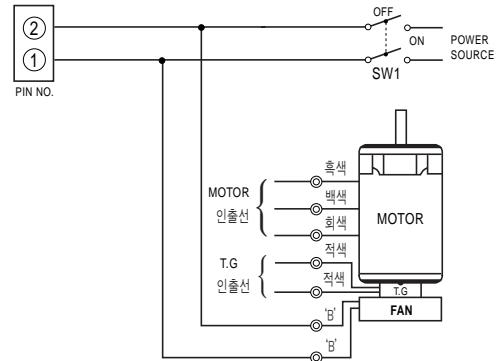 OFF
②
ON
POWER
SOURCE
①
SW1
PIN NO.
흑색
MOTOR
인출선
백색
회색
MOTOR
적색
T.G
인출선
적색
T.G
FAN
'B'
'B'